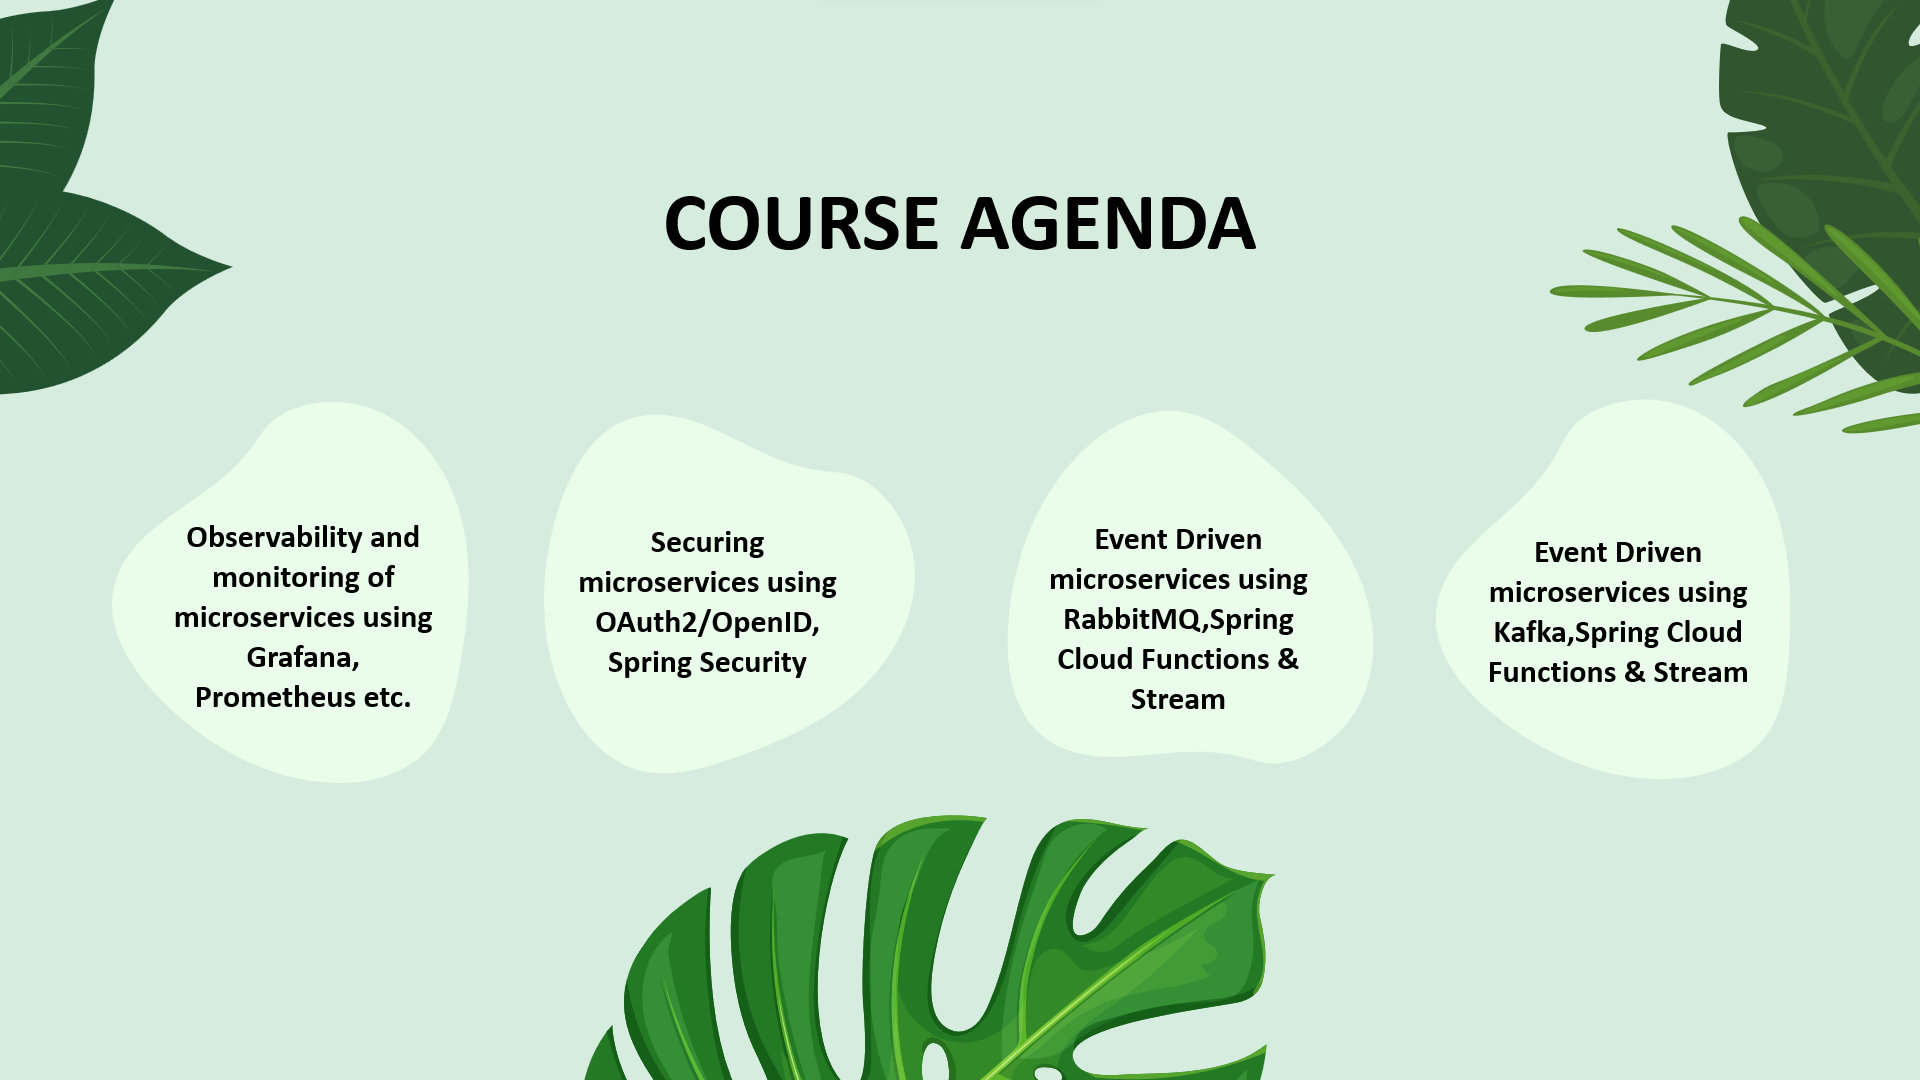 COURSE AGENDA
Observability and
monitoring of
microservices using
Grafana,
Prometheus etc.
Securing
microservices using
OAuth2/OpenID,
Spring Security
Event Driven
microservices using
RabbitMQ,Spring
Cloud Functions &
Stream
Event Driven
microservices using
Kafka,Spring Cloud
Functions & Stream